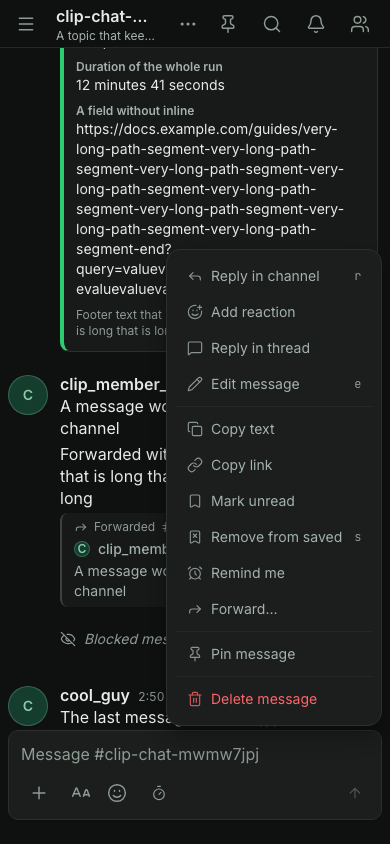 clip-chat-...
A topic that kee...
Duration of the whole run
12 minutes 41 seconds
A field without inline
https://docs.example.com/guides/very-
long-path-segment-very-long-path-
segment-very-long-path-segment-very-
long-path-segment-very-long-path-
segment-very-long-path-segment-very-
long-path-segment-very-long-path-
segment-end?
query=valuev
evaluevalueva
Footer text that
is long that is lon
C
clip_member_
A message wo
channel
Forwarded wit
that is long tha
long
Forwarded
C clip_memb
A message wo
channel
Blocked mes
C
cool_guy 2:50
The last messa
Reply in channel r
Add reaction
Reply in thread
Edit message e
Copy text
Copy link
Mark unread
Remove from saved s
Remind me
Forward...
Pin message
Delete message
Message #clip-chat-mwmw7jpj
AA